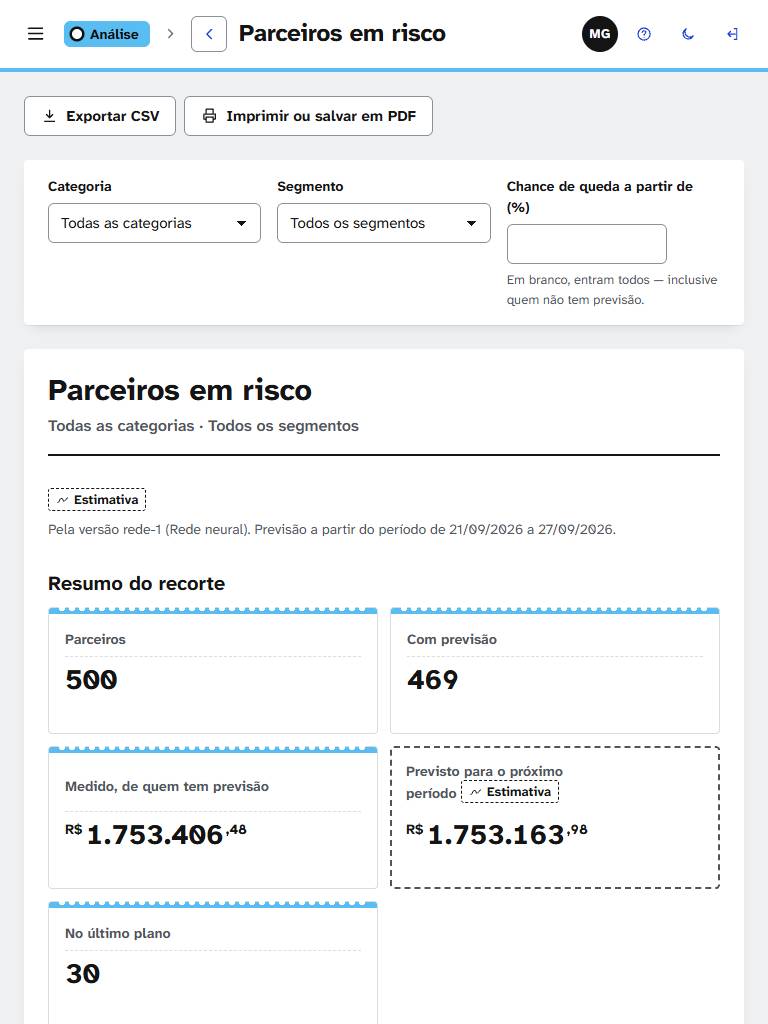 Análise
Parceiros em risco
MG
Exportar CSV
Imprimir ou salvar em PDF
Categoria
Todas as categorias
Segmento
Todos os segmentos
Chance de queda a partir de
(%)
Em branco, entram todos — inclusive
quem não tem previsão.
Parceiros em risco
Todas as categorias · Todos os segmentos
Estimativa
Pela versão rede-1 (Rede neural). Previsão a partir do período de 21/09/2026 a 27/09/2026.
Resumo do recorte
Parceiros
500
Com previsão
469
Medido, de quem tem previsão
R$ 1.753.406,48
Previsto para o próximo
período Estimativa
R$ 1.753.163,98
No último plano
30